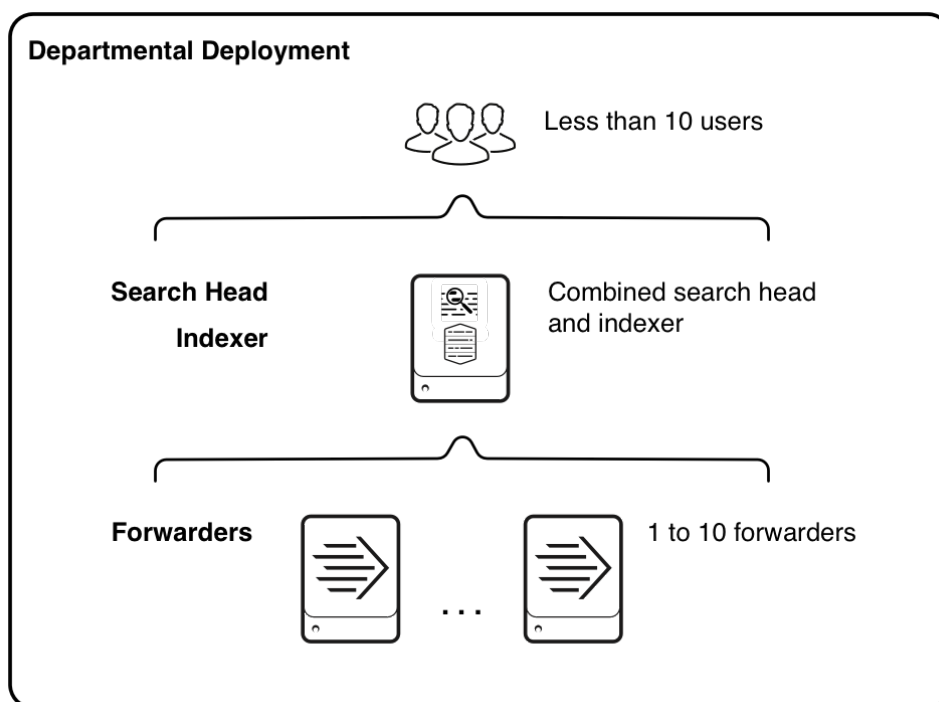 Departmental Deployment
Less than 10 users
Search Head
Indexer
Combined search head
and indexer
Forwarders
. . .
1 to 10 forwarders